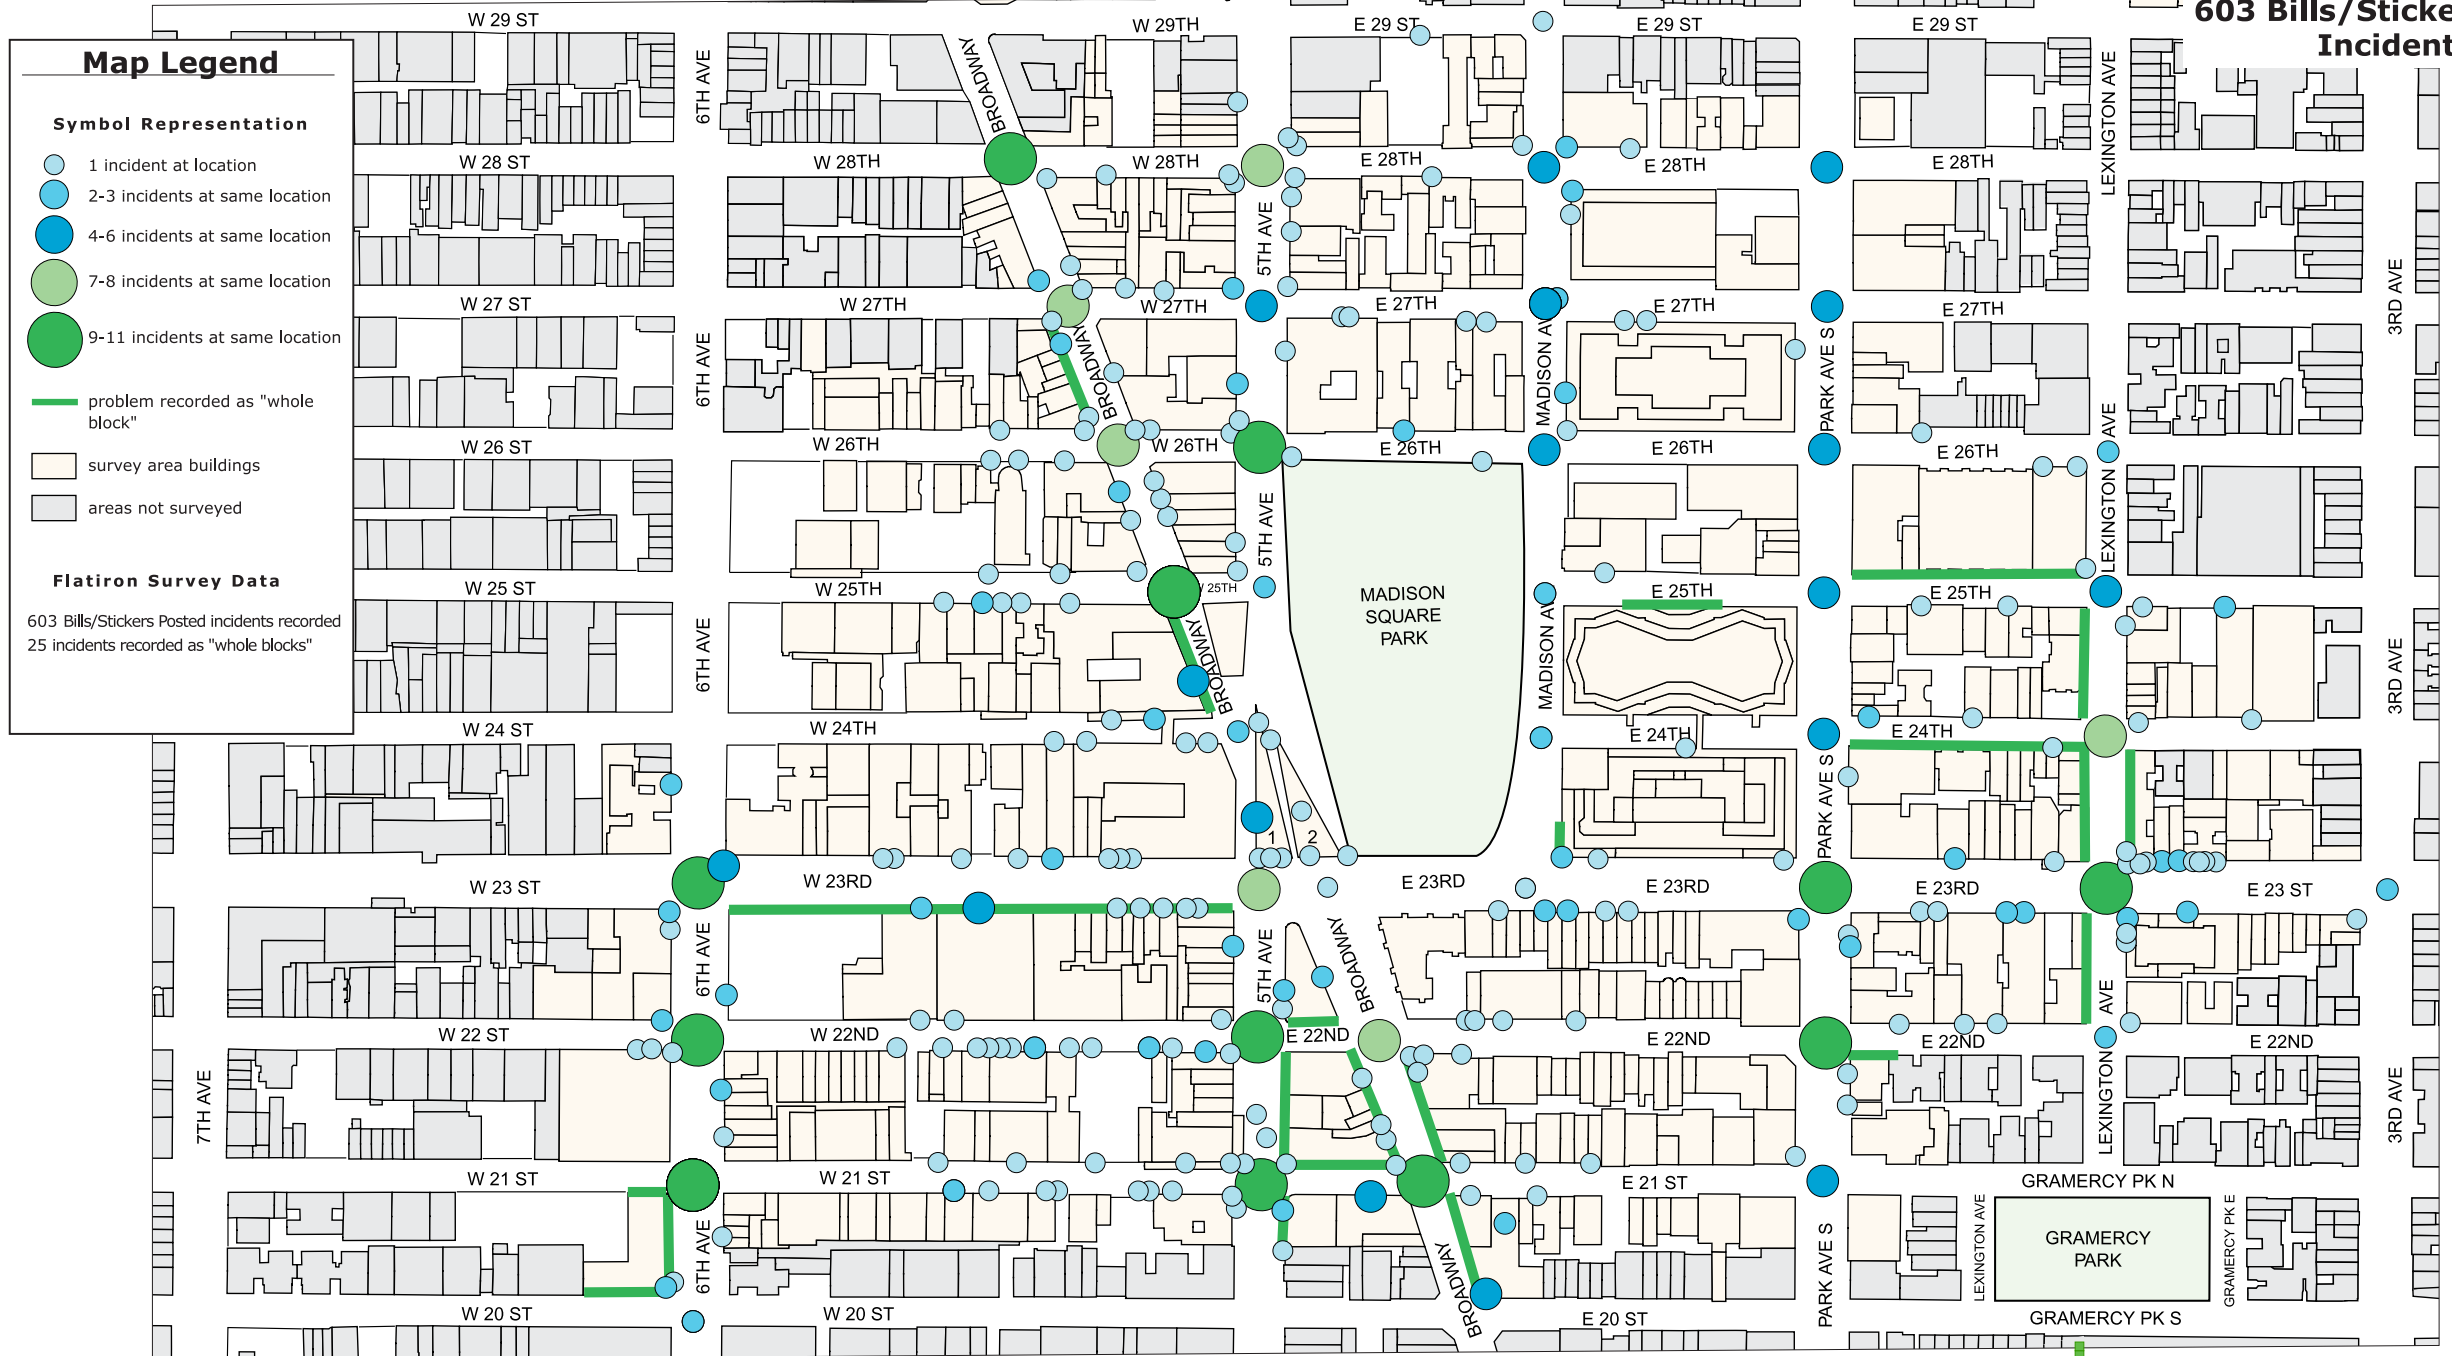 603 Bills/Sticke
Incident
Map Legend
Symbol Representation
1 incident at location
2-3 incidents at same location
4-6 incidents at same location
7-8 incidents at same location
9-11 incidents at same location
problem recorded as "whole
block"
survey area buildings
areas not surveyed
Flatiron Survey Data
603 Bills/Stickers Posted incidents recorded
25 incidents recorded as "whole blocks"
W 29 ST
W 29TH
E 29 ST
E 29 ST
E 29 ST
6TH AVE
BROADWAY
LEXINGTON AVE
W 28 ST
W 28TH
W 28TH
E 28TH
E 28TH
E 28TH
5TH AVE
3RD AVE
W 27 ST
W 27TH
W 27TH
E 27TH
E 27TH
E 27TH
6TH AVE
BROADWAY
MADISON AV
PARK AVE S
W 26 ST
W 26TH
W 26TH
E 26TH
E 26TH
E 26TH
LEXINGTON AVE
5TH AVE
W 25 ST
W 25TH
25TH
E 25TH
E 25TH
MADISON
SQUARE
PARK
6TH AVE
BROADWAY
MADISON AV
3RD AVE
W 24 ST
W 24TH
E 24TH
E 24TH
1
2
PARK AVE S
W 23 ST
W 23RD
E 23RD
E 23RD
E 23RD
E 23 ST
6TH AVE
5TH AVE
BROADWAY
W 22 ST
W 22ND
E 22ND
E 22ND
E 22ND
E 22ND
7TH AVE
LEXINGTON AVE
3RD AVE
W 21 ST
W 21 ST
E 21 ST
GRAMERCY PK N
6TH AVE
BROADWAY
PARK AVE S
LEXINGTON AVE
GRAMERCY
PARK
GRAMERCY PK E
W 20 ST
W 20 ST
E 20 ST
GRAMERCY PK S